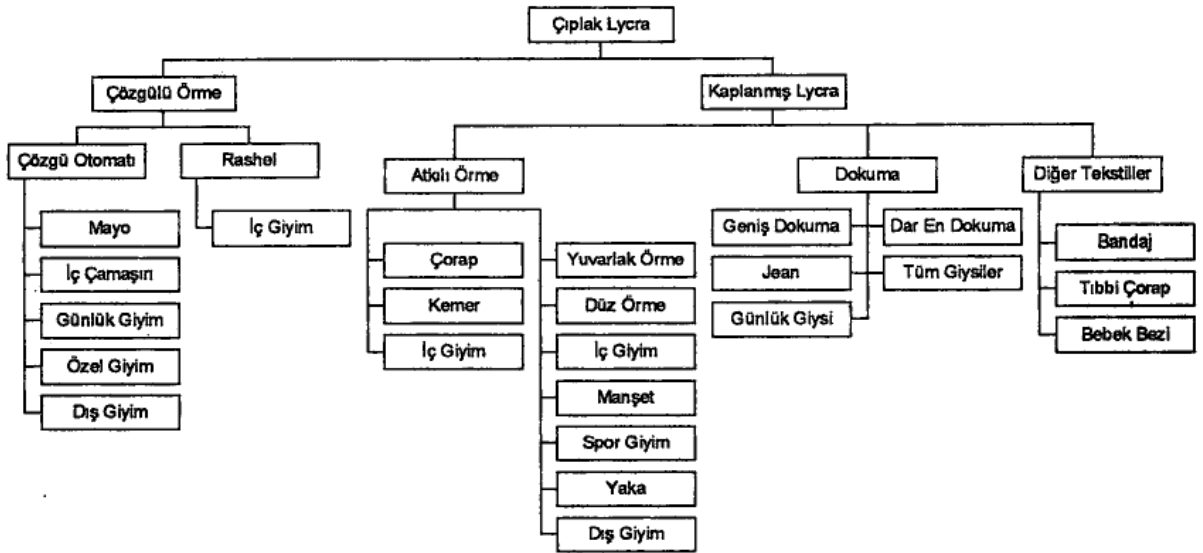 Çıplak Lycra
Çözgülü Örme
Kaplanmış Lycra
Çözgü Otomatı
Rashel
Atkılı Örme
Dokuma
Diğer Tekstiller
Mayo
İç Çamaşırı
Günlük Giyim
Özel Giyim
Dış Giyim
İç Giyim
Çorap
Kemer
İç Giyim
Yuvarlak Örme
Düz Örme
İç Giyim
Manşet
Spor Giyim
Yaka
Dış Giyim
Geniş Dokuma
Jean
Günlük Giysi
Dar En Dokuma
Tüm Giysiler
Bandaj
Tıbbi Çorap
Bebek Bezi